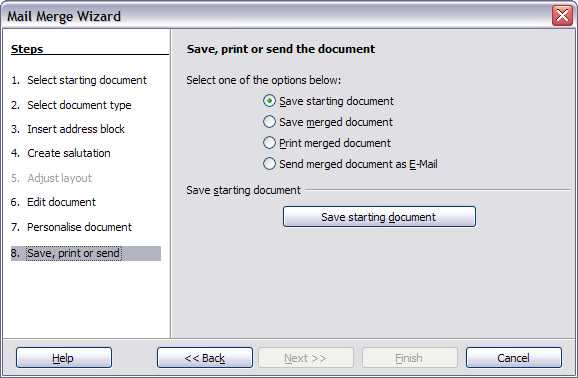 Mail Merge Wizard
Steps
1. Select starting document
2. Select document type
3. Insert address block
4. Create salutation
5. Adjust layout
6. Edit document
7. Personalise document
8. Save, print or send
Save, print or send the document
Select one of the options below:
Save starting document
Save merged document
Print merged document
Send merged document as E-Mail
Save starting document
Save starting document
Help
<< Back
Next >>
Finish
Cancel